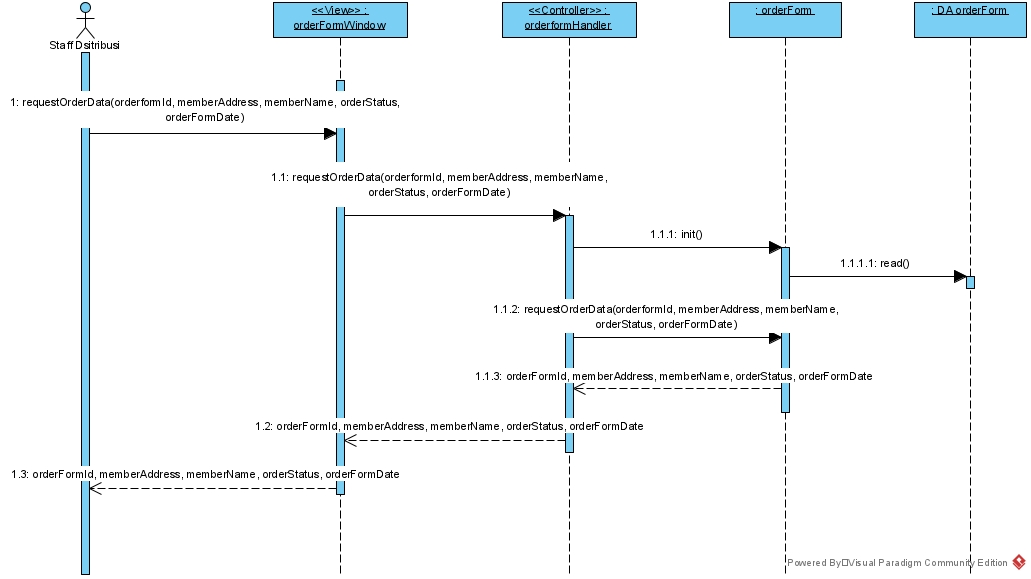 <<View>> :
orderFormWindow
<<Controller>> :
orderformHandler
: orderForm
: DA orderForm
Staff Dsitribusi
1: requestOrderData(orderformId, memberAddress, memberName, orderStatus,
orderFormDate)
1.1: requestOrderData(orderformId, memberAddress, memberName,
orderStatus, orderFormDate)
1.1.1: init()
1.1.1.1: read()
1.1.2: requestOrderData(orderformId, memberAddress, memberName,
orderStatus, orderFormDate)
1.1.3: orderFormId, memberAddress, memberName, orderStatus, orderFormDate
1.2: orderFormId, memberAddress, memberName, orderStatus, orderFormDate
1.3: orderFormId, memberAddress, memberName, orderStatus, orderFormDate
Powered By Visual Paradigm Community Edition